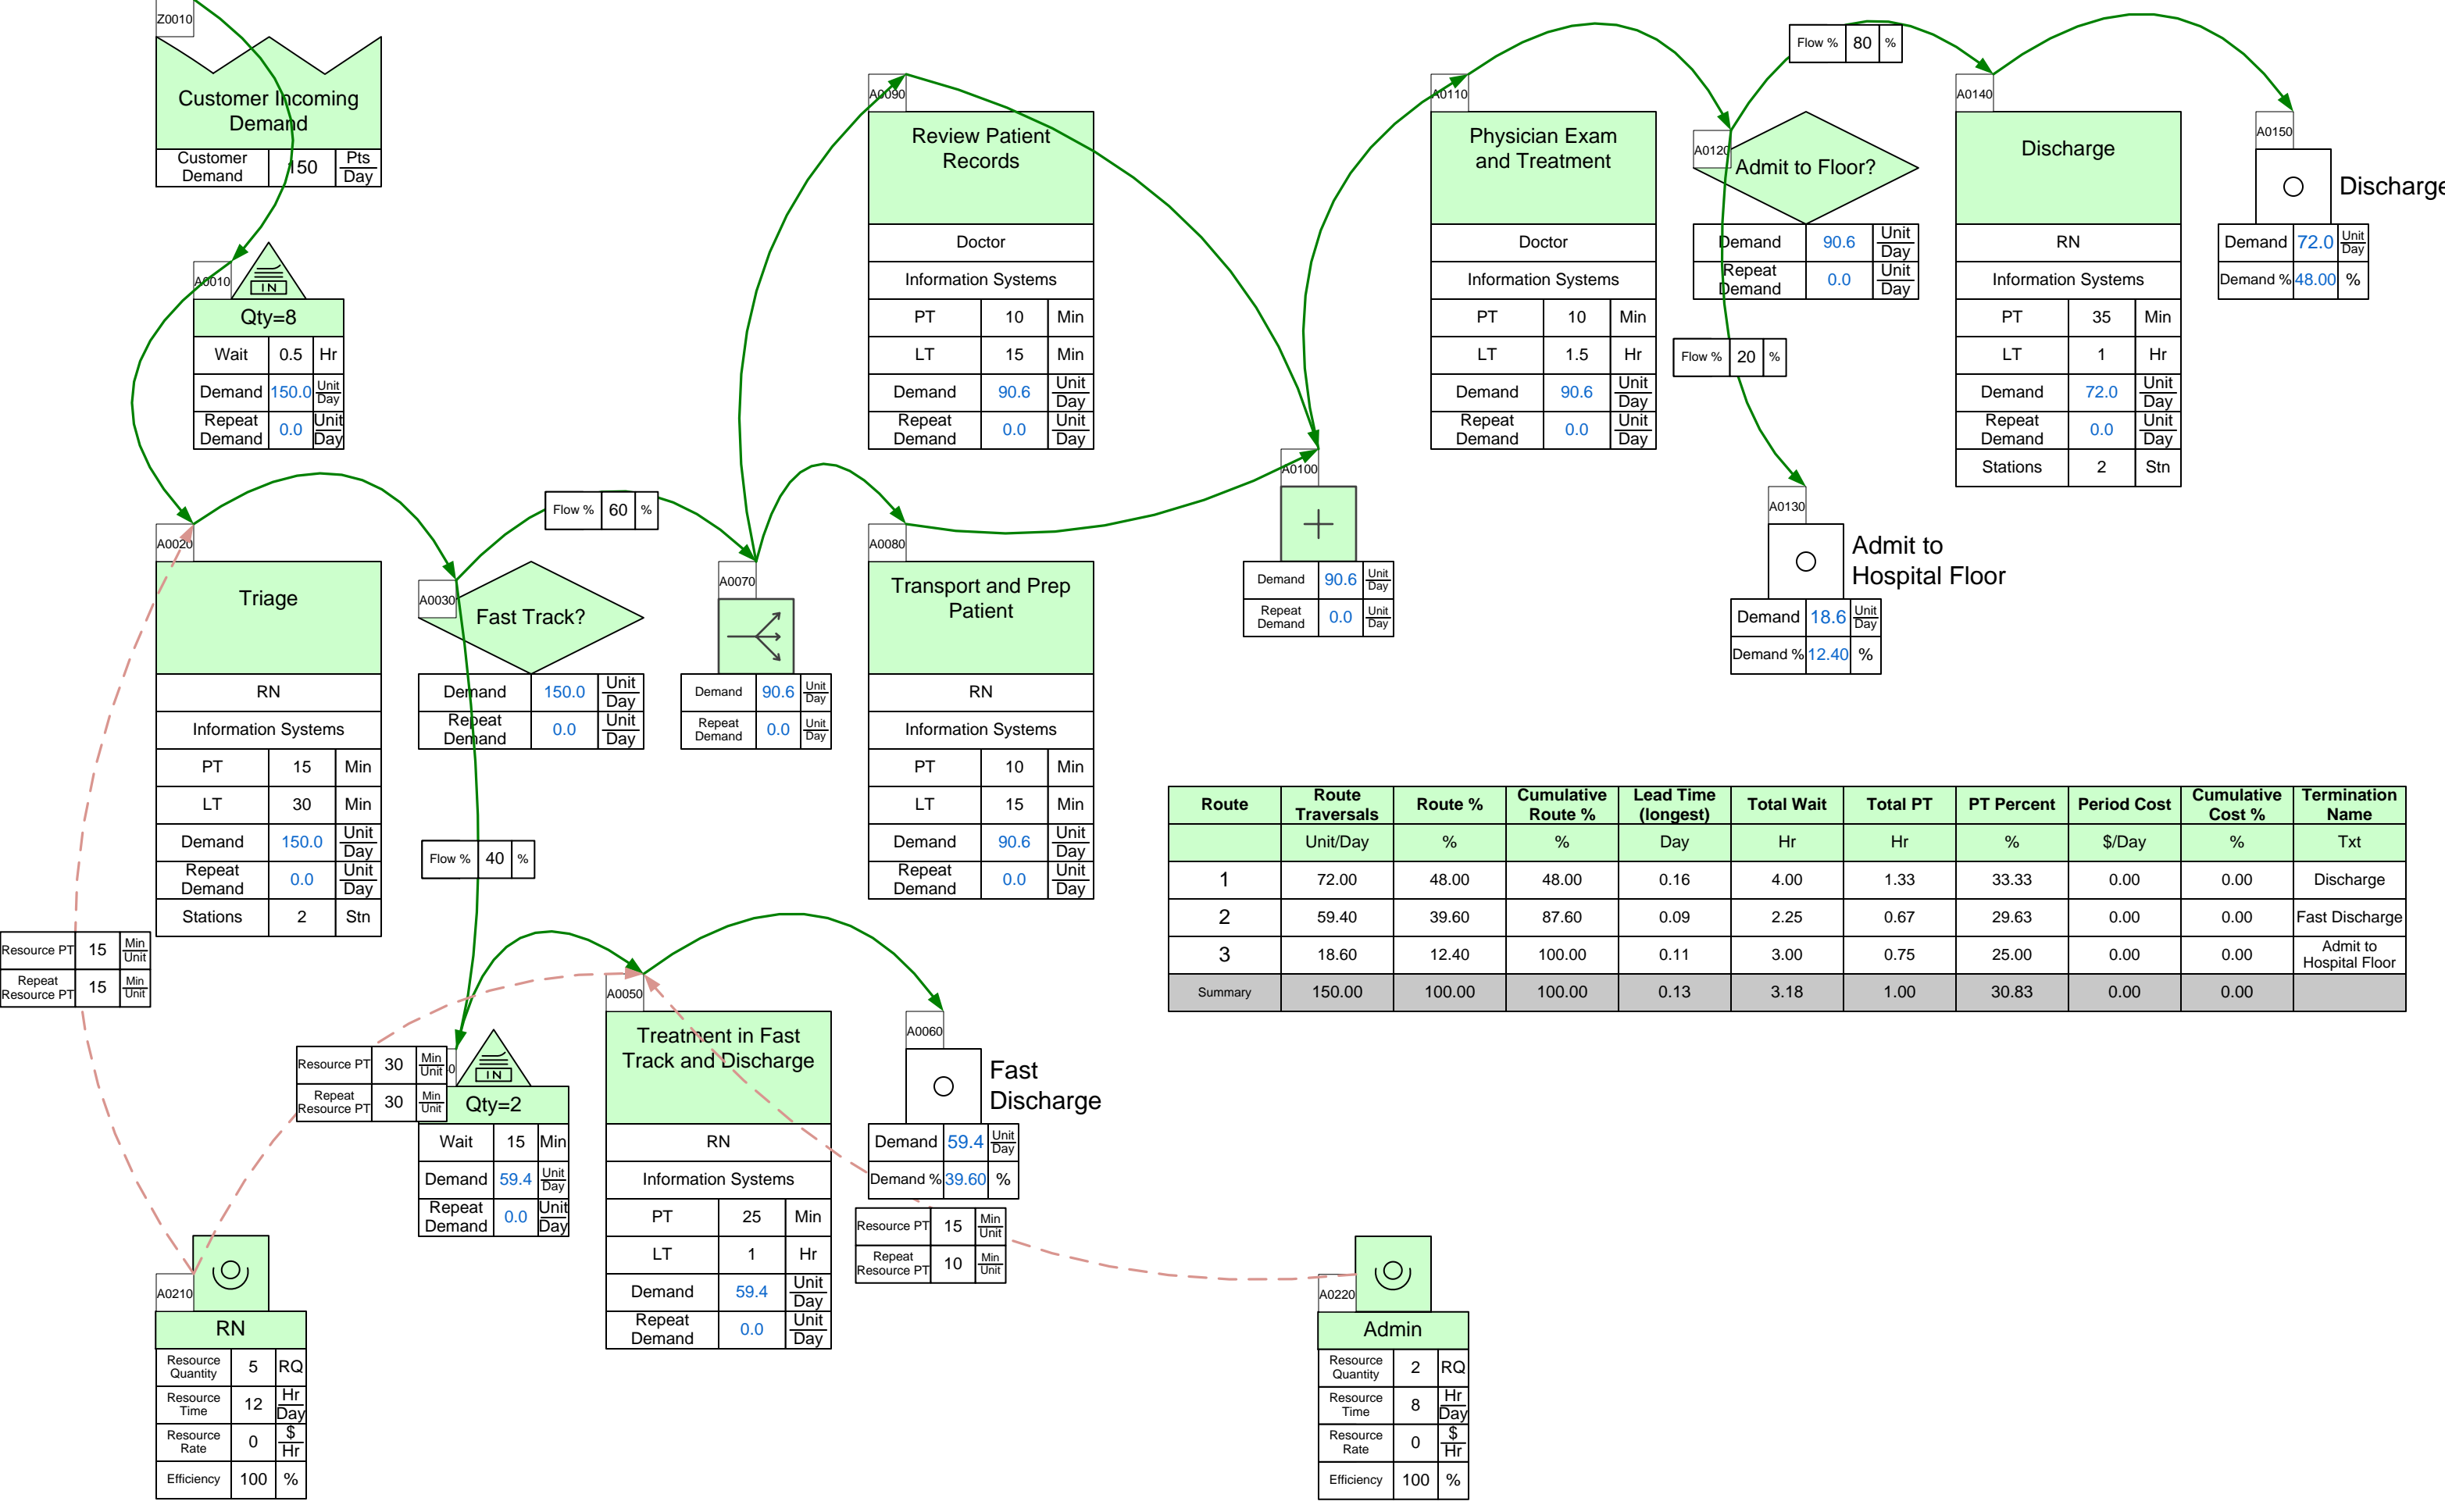 Z0010
Customer Incoming
Demand
Customer
Demand
150
Pts
Day
A0010
IN
Qty=8
Wait 0.5 Hr
Demand 150.0 Unit
Day
Repeat
Demand
0.0
Unit
Day
A0020
Triage
RN
Information Systems
PT 15 Min
LT 30 Min
Demand 150.0 Unit
Day
Repeat
Demand
0.0
Unit
Day
Stations 2 Stn
A0030
Fast Track?
Demand 150.0 Unit
Day
Repeat
Demand
0.0
Unit
Day
Flow % 60 %
Flow % 40 %
A0070
Demand 90.6 Unit
Day
Repeat
Demand
0.0
Unit
Day
A0090
Review Patient
Records
Doctor
Information Systems
PT 10 Min
LT 15 Min
Demand 90.6 Unit
Day
Repeat
Demand
0.0
Unit
Day
A0080
Transport and Prep
Patient
RN
Information Systems
PT 10 Min
LT 15 Min
Demand 90.6 Unit
Day
Repeat
Demand
0.0
Unit
Day
A0100
Demand 90.6 Unit
Day
Repeat
Demand
0.0
Unit
Day
A0110
Physician Exam
and Treatment
Doctor
Information Systems
PT 10 Min
LT 1.5 Hr
Demand 90.6 Unit
Day
Repeat
Demand
0.0
Unit
Day
A0120
Admit to Floor?
Demand 90.6 Unit
Day
Repeat
Demand
0.0
Unit
Day
Flow % 80 %
Flow % 20 %
A0130
Admit to
Hospital Floor
Demand 18.6 Unit
Day
Demand % 12.40 %
A0140
Discharge
RN
Information Systems
PT 35 Min
LT 1 Hr
Demand 72.0 Unit
Day
Repeat
Demand
0.0
Unit
Day
Stations 2 Stn
A0150
Discharge
Demand 72.0 Unit
Day
Demand % 48.00 %
Route Route Traversals Route % Cumulative Route % Lead Time (longest) Total Wait Total PT PT Percent Period Cost Cumulative Cost % Termination Name
Unit/Day % % Day Hr Hr % $/Day % Txt
1 72.00 48.00 48.00 0.16 4.00 1.33 33.33 0.00 0.00 Discharge
2 59.40 39.60 87.60 0.09 2.25 0.67 29.63 0.00 0.00 Fast Discharge
3 18.60 12.40 100.00 0.11 3.00 0.75 25.00 0.00 0.00 Admit to Hospital Floor
Summary 150.00 100.00 100.00 0.13 3.18 1.00 30.83 0.00 0.00
Resource PT 15 Min
Unit
Repeat
Resource PT
15
Min
Unit
Resource PT 30 Min
Unit
Repeat
Resource PT
30
Min
Unit
0
IN
Qty=2
Wait 15 Min
Demand 59.4 Unit
Day
Repeat
Demand
0.0
Unit
Day
A0050
Treatment in Fast
Track and Discharge
RN
Information Systems
PT 25 Min
LT 1 Hr
Demand 59.4 Unit
Day
Repeat
Demand
0.0
Unit
Day
A0060
Fast
Discharge
Demand 59.4 Unit
Day
Demand % 39.60 %
Resource PT 15 Min
Unit
Repeat
Resource PT
10
Min
Unit
A0210
RN
Resource
Quantity
5
RQ
Resource
Time
12
Hr
Day
Resource
Rate
0
$
Hr
Efficiency 100 %
A0220
Admin
Resource
Quantity
2
RQ
Resource
Time
8
Hr
Day
Resource
Rate
0
$
Hr
Efficiency 100 %